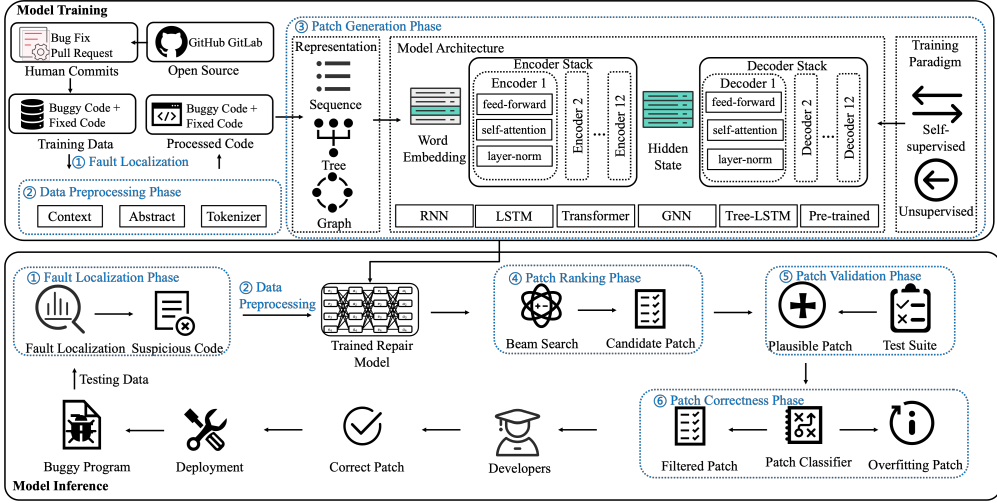 Model Training
Bug Fix
Pull Request
GitHub GitLab
Human Commits
Open Source
Buggy Code +
Fixed Code
Buggy Code +
Fixed Code
Training Data
Processed Code
① Fault Localization
② Data Preprocessing Phase
Context
Abstract
Tokenizer
③ Patch Generation Phase
Representation
Sequence
Tree
Graph
Model Architecture
Word
Embedding
Encoder Stack
Encoder 1
feed-forward
self-attention
layer-norm
Encoder 2
...
Encoder 12
Hidden
State
Decoder Stack
Decoder 1
feed-forward
self-attention
layer-norm
Decoder 2
...
Decoder 12
RNN
LSTM
Transformer
GNN
Tree-LSTM
Pre-trained
Training
Paradigm
Self-
supervised
Unsupervised
① Fault Localization Phase
Fault Localization
Suspicious Code
② Data
Preprocessing
Trained Repair
Model
④ Patch Ranking Phase
Beam Search
Candidate Patch
⑤ Patch Validation Phase
Plausible Patch
Test Suite
⑥ Patch Correctness Phase
Filtered Patch
Patch Classifier
Overfitting Patch
Developers
Correct Patch
Deployment
Buggy Program
Testing Data
Model Inference